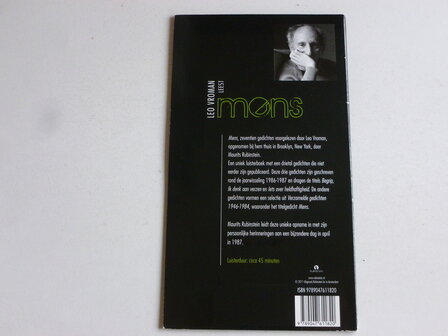 LEO VROMAN
LEEST
mens
Mens, zeventien gedichten voorgelezen door Leo Vroman,
opgenomen bij hem thuis in Brooklyn, New York, door
Maurits Rubinstein.
Een uniek luisterboek met een drietal gedichten die niet
eerder zijn gepubliceerd. Deze drie gedichten zijn geschreven
rond de jaarwisseling 1986-1987 en dragen de titels Begrip,
Ik denk aan verzen en Iets over heldhaftigheid. De andere
gedichten vormen een selectie uit Verzamelde gedichten
1946-1984, waaronder het titelgedicht Mens.
Maurits Rubinstein leidt deze unieke opname in met zijn
persoonlijke herinneringen aan een bijzondere dag in april
in 1987.
Luisterduur: circa 45 minuten
ISBN 9789047611820
9 789047 611820